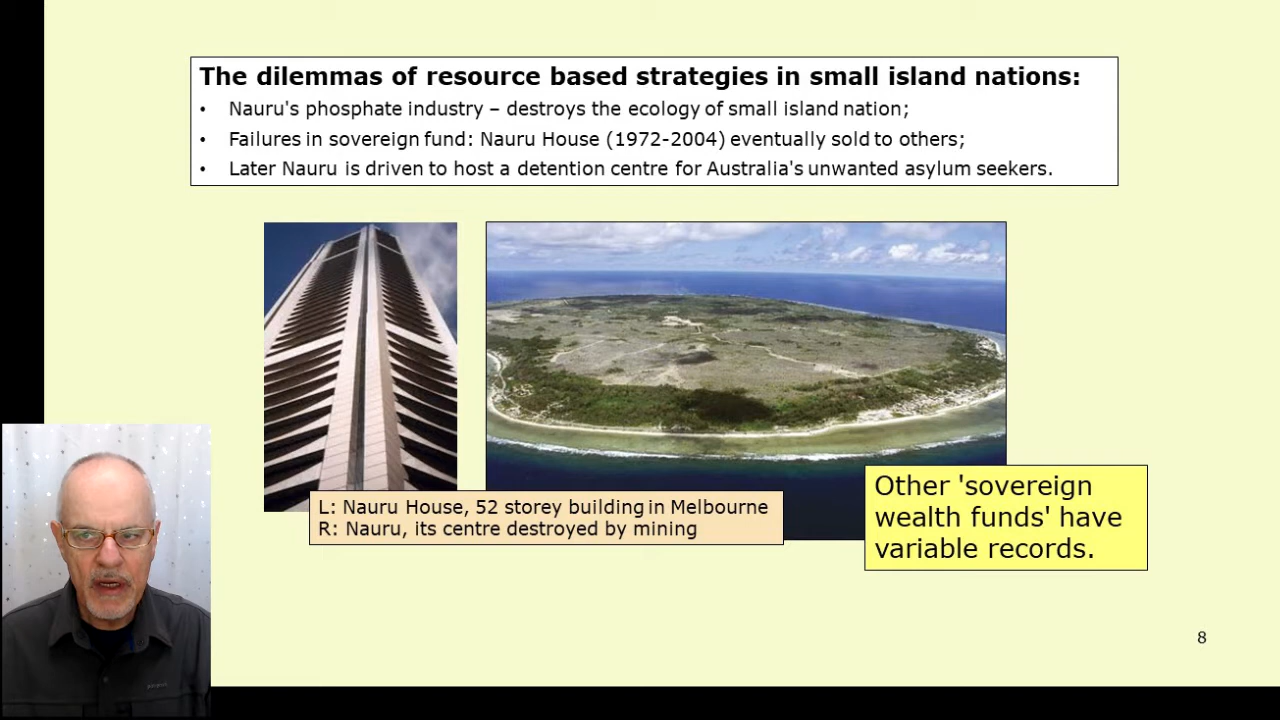 The dilemmas of resource based strategies in small island nations:
• Nauru's phosphate industry – destroys the ecology of small island nation;
• Failures in sovereign fund: Nauru House (1972-2004) eventually sold to others;
• Later Nauru is driven to host a detention centre for Australia's unwanted asylum seekers.
L: Nauru House, 52 storey building in Melbourne
R: Nauru, its centre destroyed by mining
Other 'sovereign
wealth funds' have
variable records.
8